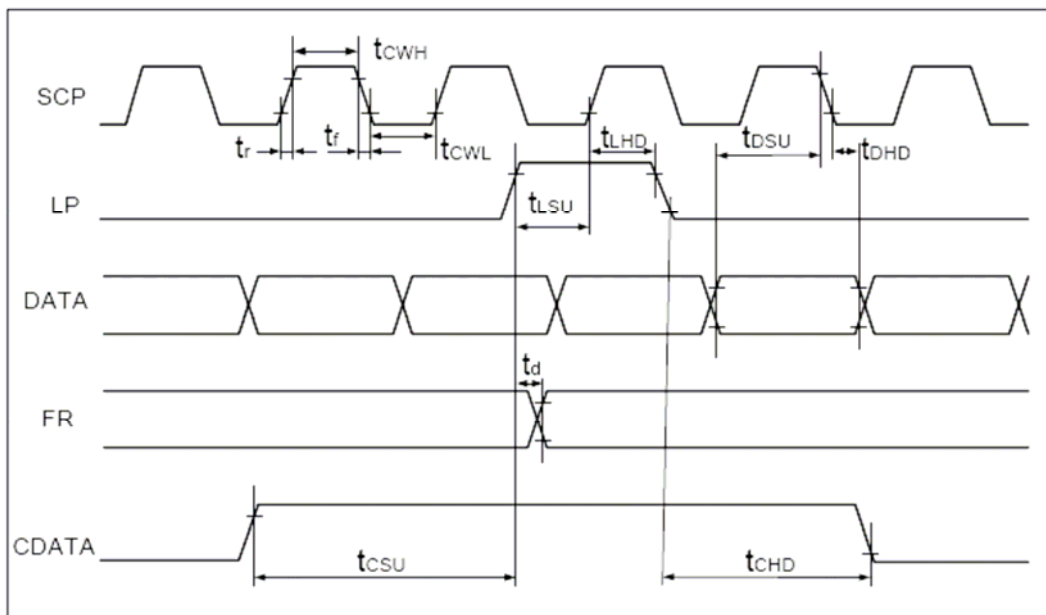 tCWH
SCP
tr
tf
tCWL
tLHD
tDSU
tDHD
LP
tLSU
DATA
td
FR
CDATA
tCSU
tCHD